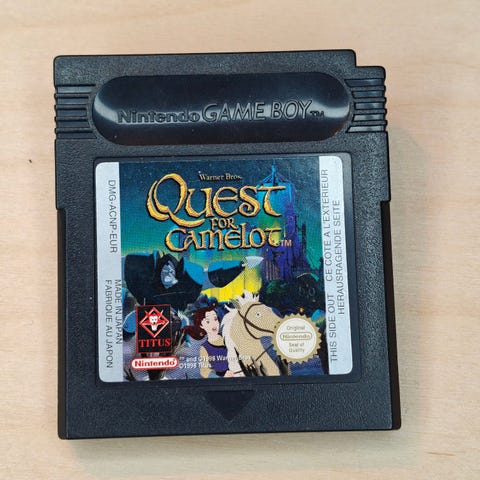 Nintendo GAME BOY™
Warner Bros.
QUEST
FOR
CAMELOT™
DMG-ACNP-EUR
MADE IN JAPAN
FABRIQUE AU JAPON
THIS SIDE OUT CE COTE A L'EXTERIEUR
HERAUSRAGENDE SEITE
TITUS
Nintendo
™ and ©1998 Warner Bros.
©1998 Titus.
Original
Nintendo
Seal of
Quality